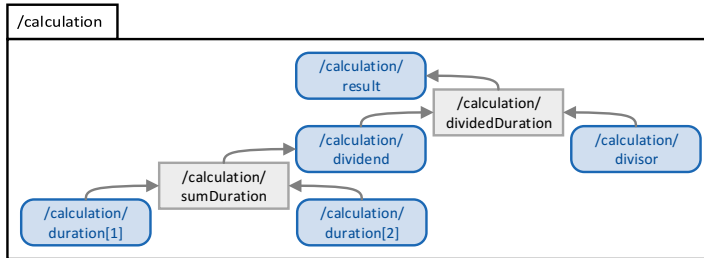 /calculation
/calculation/
result
/calculation/
dividedDuration
/calculation/
dividend
/calculation/
divisor
/calculation/
sumDuration
/calculation/
duration[1]
/calculation/
duration[2]